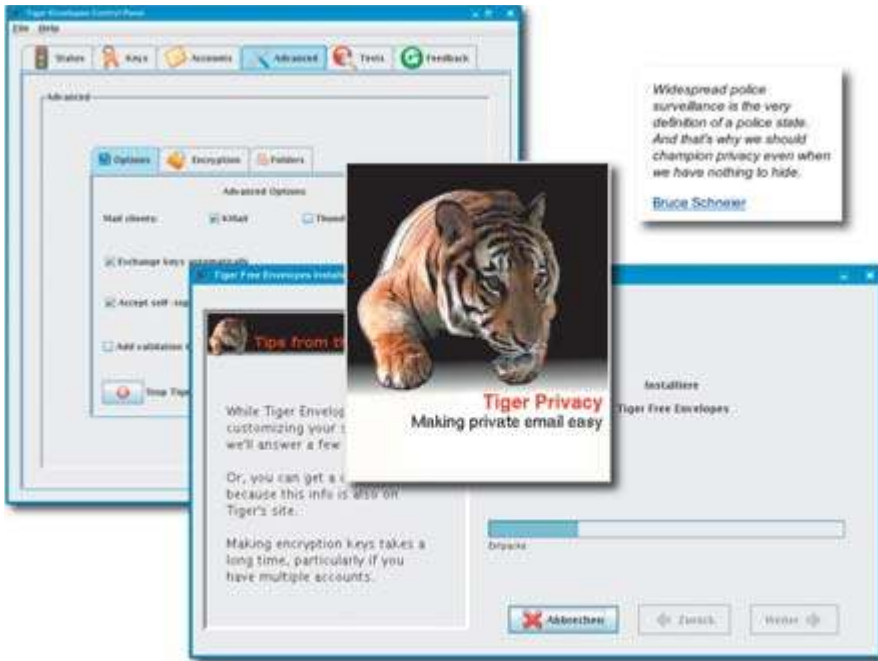 Tiger Envelopes Control Panel
File Help
Status Keys Accounts Advanced Tests Feedback
Advanced
Options Encryption Folders
Advanced Options
Mail clients: KMail
Exchange keys automatically
Accept
Add validation
Stop
Widespread police
surveillance is the very
definition of a police state.
And that's why we should
champion privacy even when
we have nothing to hide.
Bruce Schneier
Tiger Free Envelopes
Tips from
While Tiger
customizing your
we'll answer a few
Or, you can get a
because this info is also on
Tiger's site.
Making encryption keys takes a
long time, particularly if you
have multiple accounts.
Tiger Privacy
Making private email easy
Installiere
Tiger Free Envelopes
Entpacke
Abbrechen Zurück Weiter